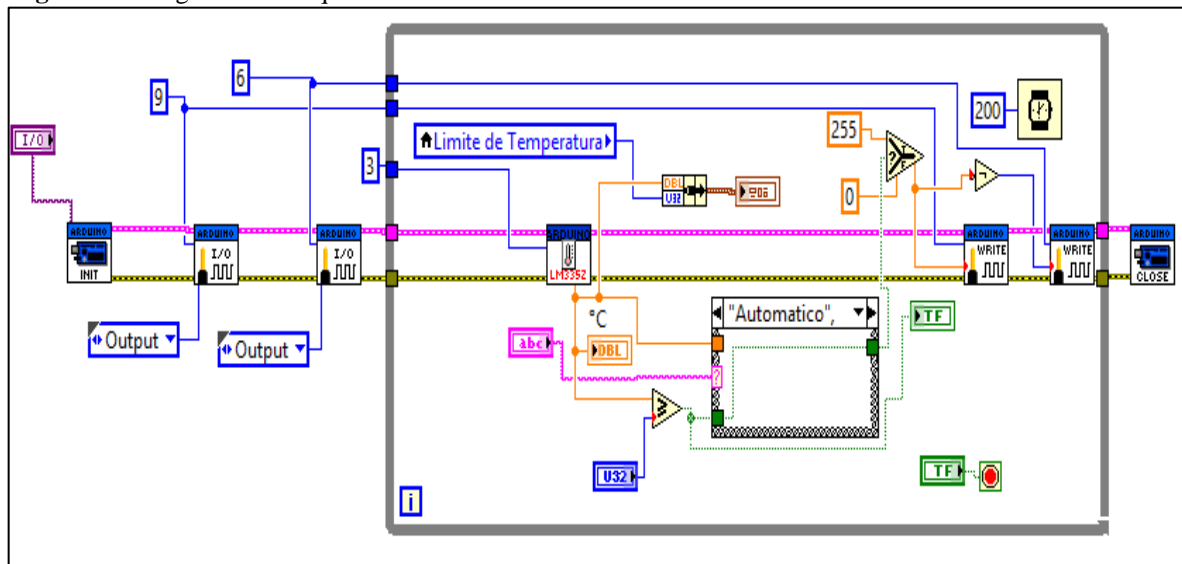 9
6
I/O
3
Limite de Temperatura
255
0
200
DBL
U32
ARDUINO
INIT
ARDUINO
I/O
ARDUINO
I/O
ARDUINO
LM335Z
ARDUINO
WRITE
ARDUINO
WRITE
ARDUINO
CLOSE
Output
Output
°C
DBL
abc
"Automatico",
?
TF
U32
TF
i